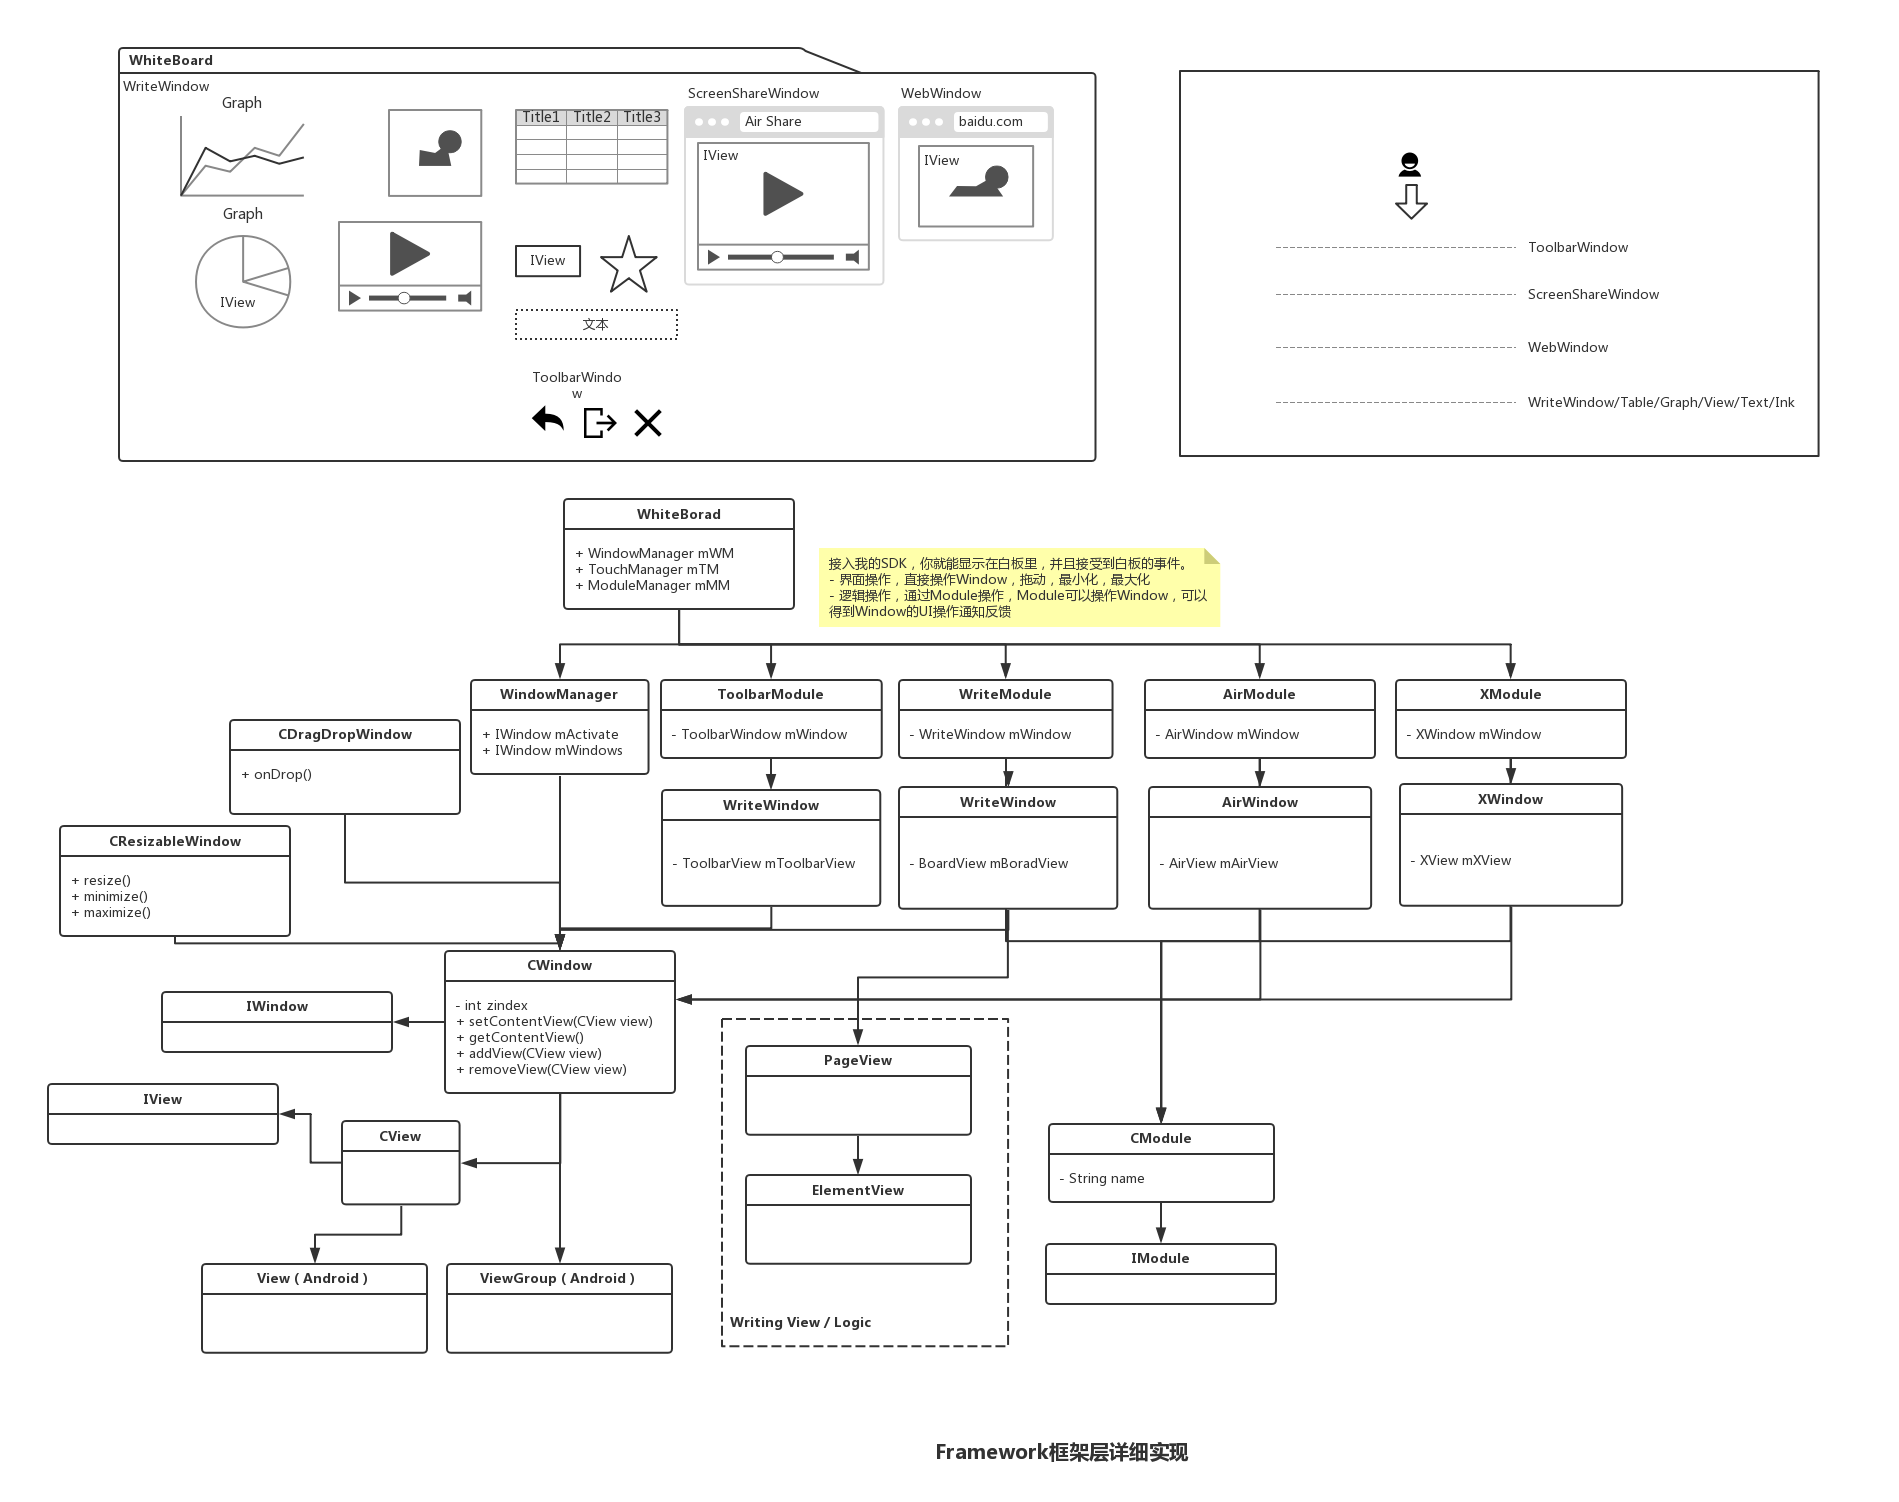 WhiteBoard
WriteWindow
Graph
Title1 Title2 Title3
ScreenShareWindow
Air Share
IView
WebWindow
baidu.com
IView
Graph
IView
IView
文本
ToolbarWindo
w
ToolbarWindow
ScreenShareWindow
WebWindow
WriteWindow/Table/Graph/View/Text/Ink
WhiteBorad
+ WindowManager mWM
+ TouchManager mTM
+ ModuleManager mMM
接入我的SDK，你就能显示在白板里，并且接受到白板的事件。
- 界面操作，直接操作Window，拖动，最小化，最大化
- 逻辑操作，通过Module操作，Module可以操作Window，可以
得到Window的UI操作通知反馈
WindowManager
+ IWindow mActivate
+ IWindow mWindows
ToolbarModule
- ToolbarWindow mWindow
WriteModule
- WriteWindow mWindow
AirModule
- AirWindow mWindow
XModule
- XWindow mWindow
CDragDropWindow
+ onDrop()
WriteWindow
- ToolbarView mToolbarView
WriteWindow
- BoardView mBoradView
AirWindow
- AirView mAirView
XWindow
- XView mXView
CResizableWindow
+ resize()
+ minimize()
+ maximize()
CWindow
- int zindex
+ setContentView(CView view)
+ getContentView()
+ addView(CView view)
+ removeView(CView view)
IWindow
IView
CView
PageView
ElementView
Writing View / Logic
CModule
- String name
IModule
View（Android）
ViewGroup（Android）
Framework框架层详细实现